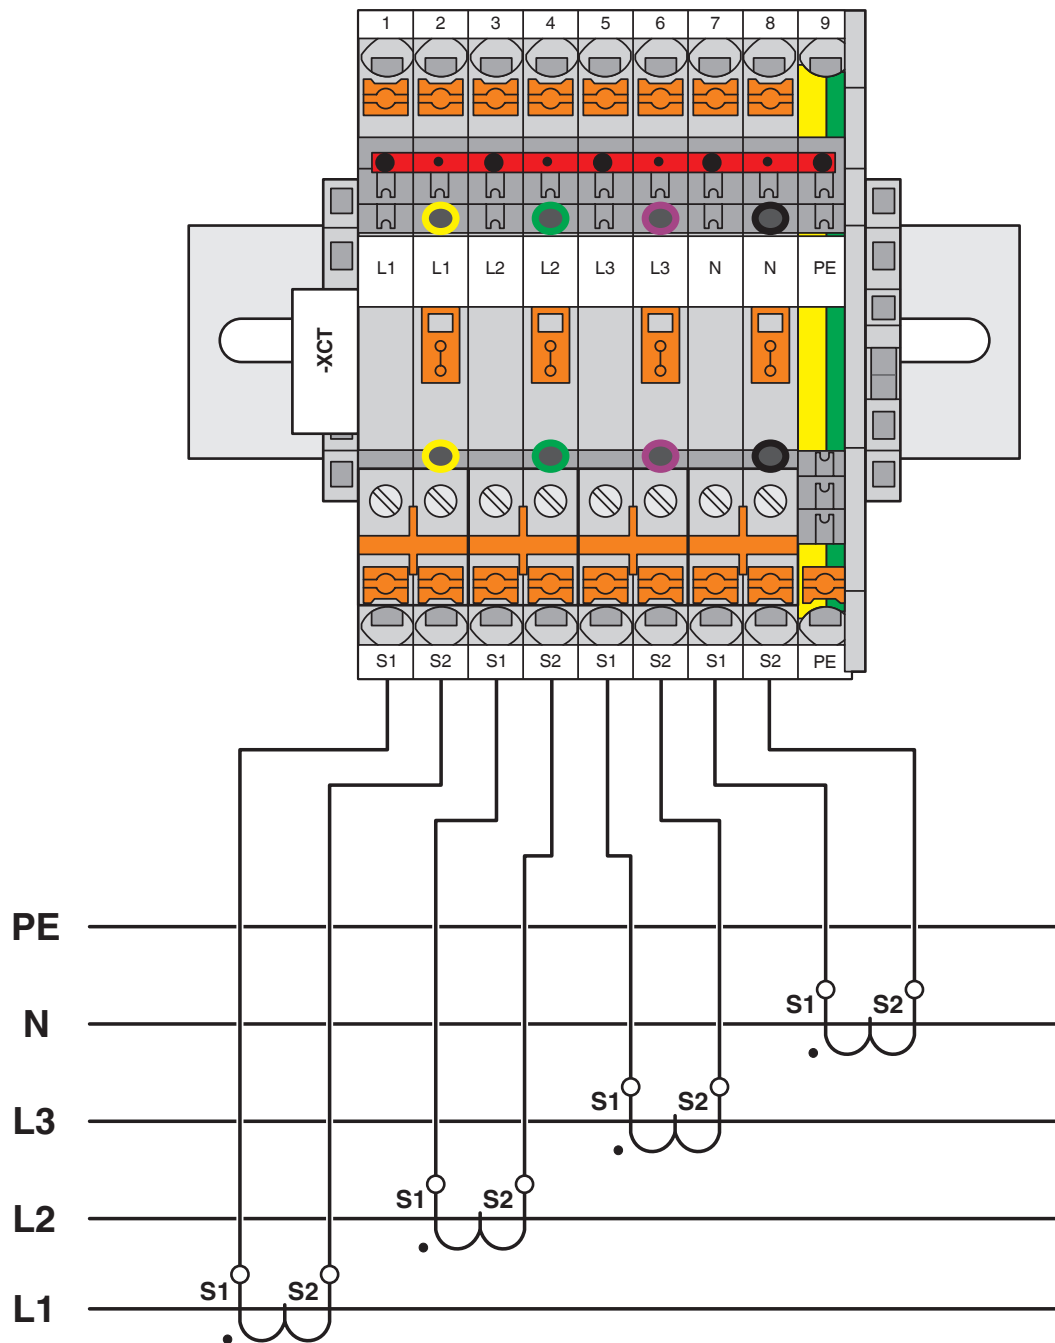 1 2 3 4 5 6 7 8 9
L1 L1 L2 L2 L3 L3 N N PE
-XCT
S1 S2 S1 S2 S1 S2 S1 S2 PE
PE
S1 S2
N
S1 S2
L3
S1 S2
L2
S1 S2
L1